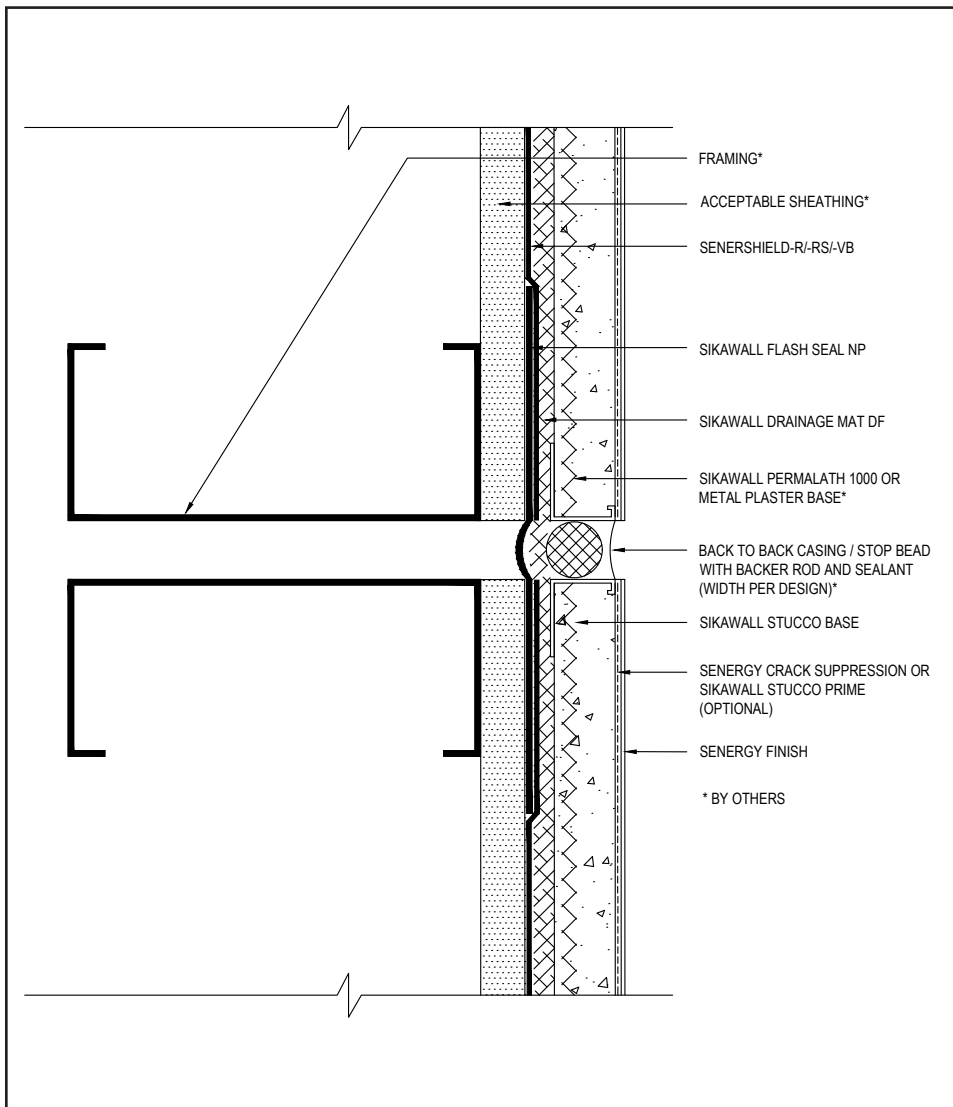 FRAMING*
ACCEPTABLE SHEATHING*
SENERSHIELD-R/-RS/-VB
SIKAWALL FLASH SEAL NP
SIKAWALL DRAINAGE MAT DF
SIKAWALL PERMALATH 1000 OR
METAL PLASTER BASE*
BACK TO BACK CASING / STOP BEAD
WITH BACKER ROD AND SEALANT
(WIDTH PER DESIGN)*
SIKAWALL STUCCO BASE
SENERGY CRACK SUPPRESSION OR
SIKAWALL STUCCO PRIME
(OPTIONAL)
SENERGY FINISH
* BY OTHERS